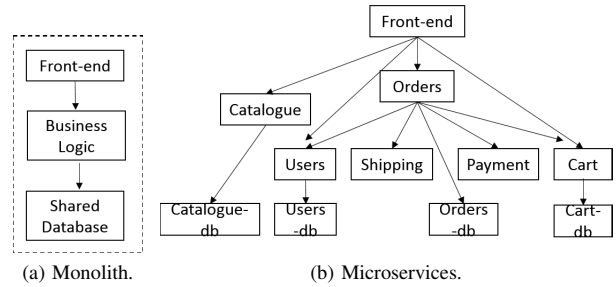 Front-end
Business
Logic
Shared
Database
(a) Monolith.
Front-end
Catalogue
Orders
Users
Shipping
Payment
Cart
Catalogue-
db
Users
-db
Orders
-db
Cart-
db
(b) Microservices.